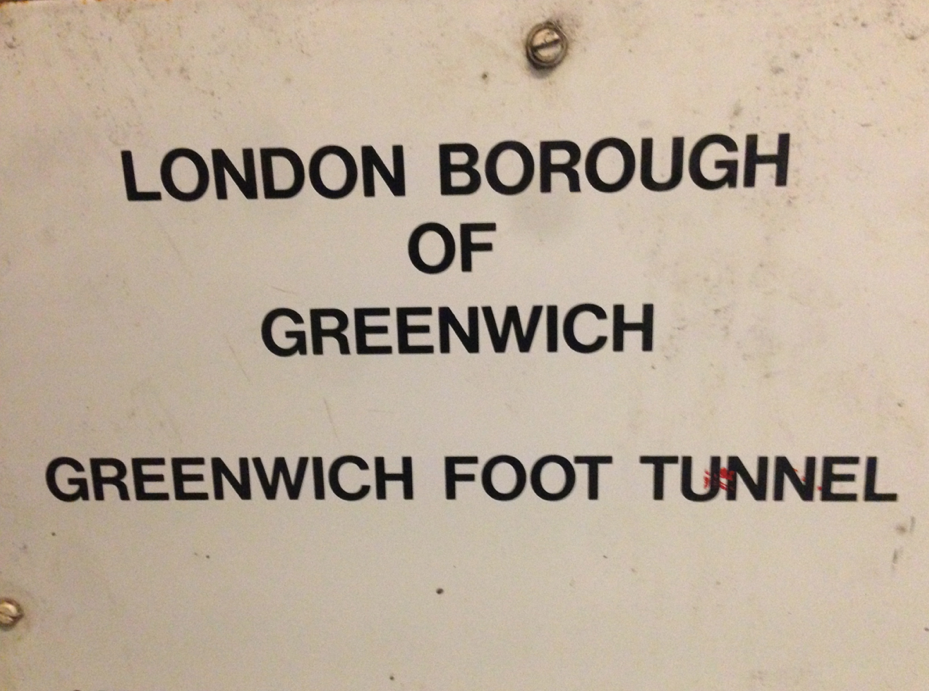 LONDON BOROUGH
OF
GREENWICH
GREENWICH FOOT TUNNEL